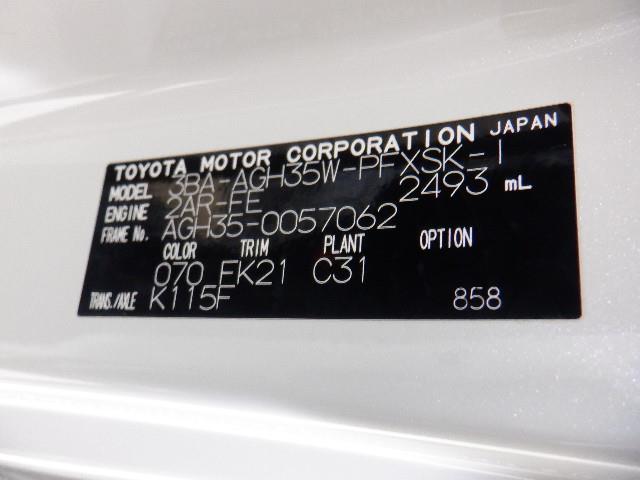 TOYOTA MOTOR CORPORATION JAPAN
MODEL 3BA-AGH35W-PFXSK-I
ENGINE 2AR-FE 2493 mL
FRAME No. AGH35-0057062
COLOR TRIM PLANT OPTION
070 FK21 C31
TRANS./AXLE K115F 858